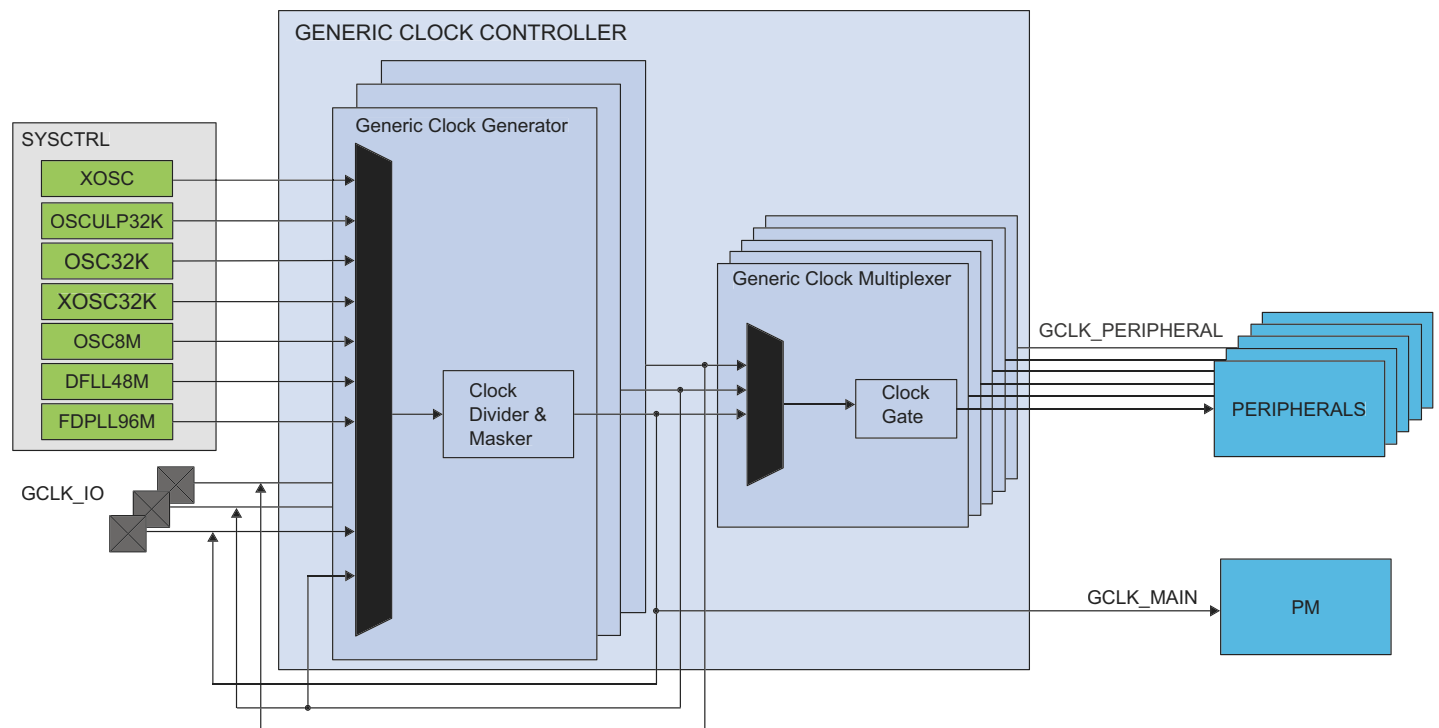 GENERIC CLOCK CONTROLLER
Generic Clock Generator
SYSCTRL
XOSC
OSCULP32K
OSC32K
XOSC32K
OSC8M
DFLL48M
FDPLL96M
GCLK_IO
Clock
Divider &
Masker
Generic Clock Multiplexer
Clock
Gate
GCLK_PERIPHERAL
PERIPHERALS
GCLK_MAIN
PM